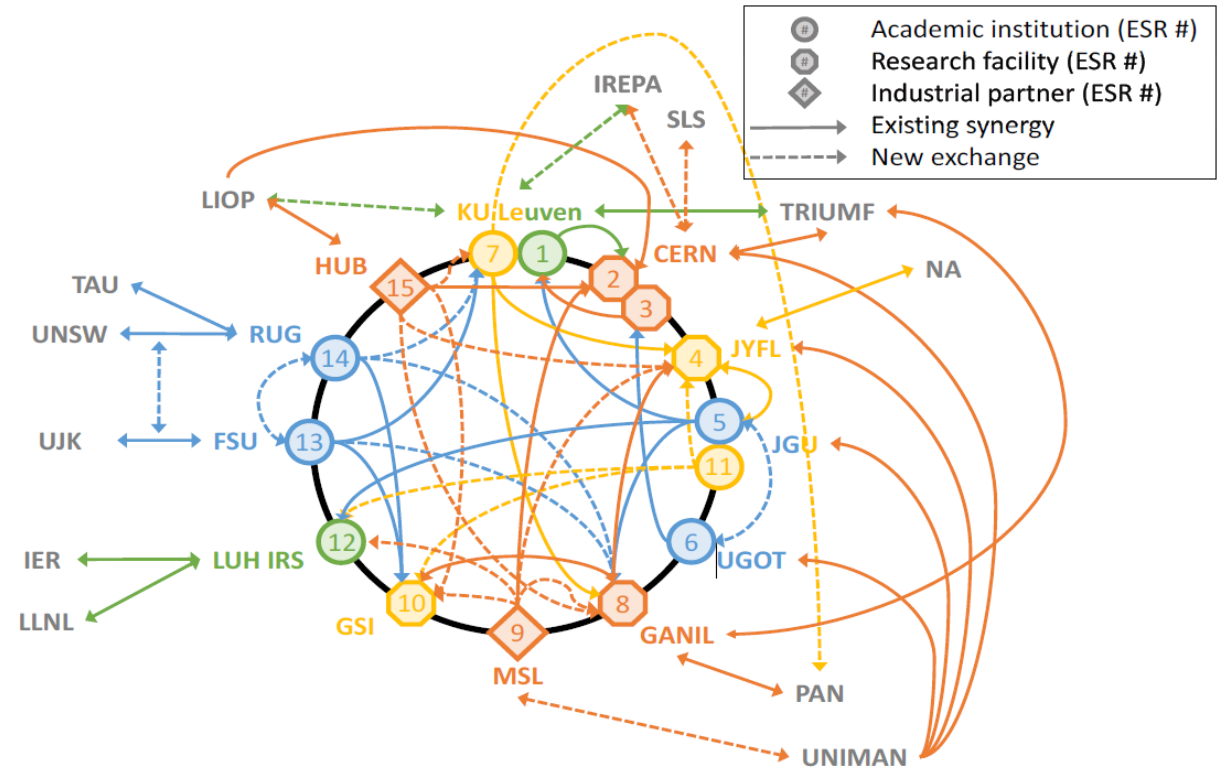 # Academic institution (ESR #)
# Research facility (ESR #)
# Industrial partner (ESR #)
Existing synergy
New exchange
IREPA
SLS
LIOP
KU Leuven
TRIUMF
HUB
CERN
NA
TAU
UNSW
RUG
JYFL
UJK
FSU
JGU
IER
LUH IRS
UGOT
LLNL
GSI
GANIL
MSL
PAN
UNIMAN
7
1
2
15
3
14
4
5
13
11
12
6
10
8
9